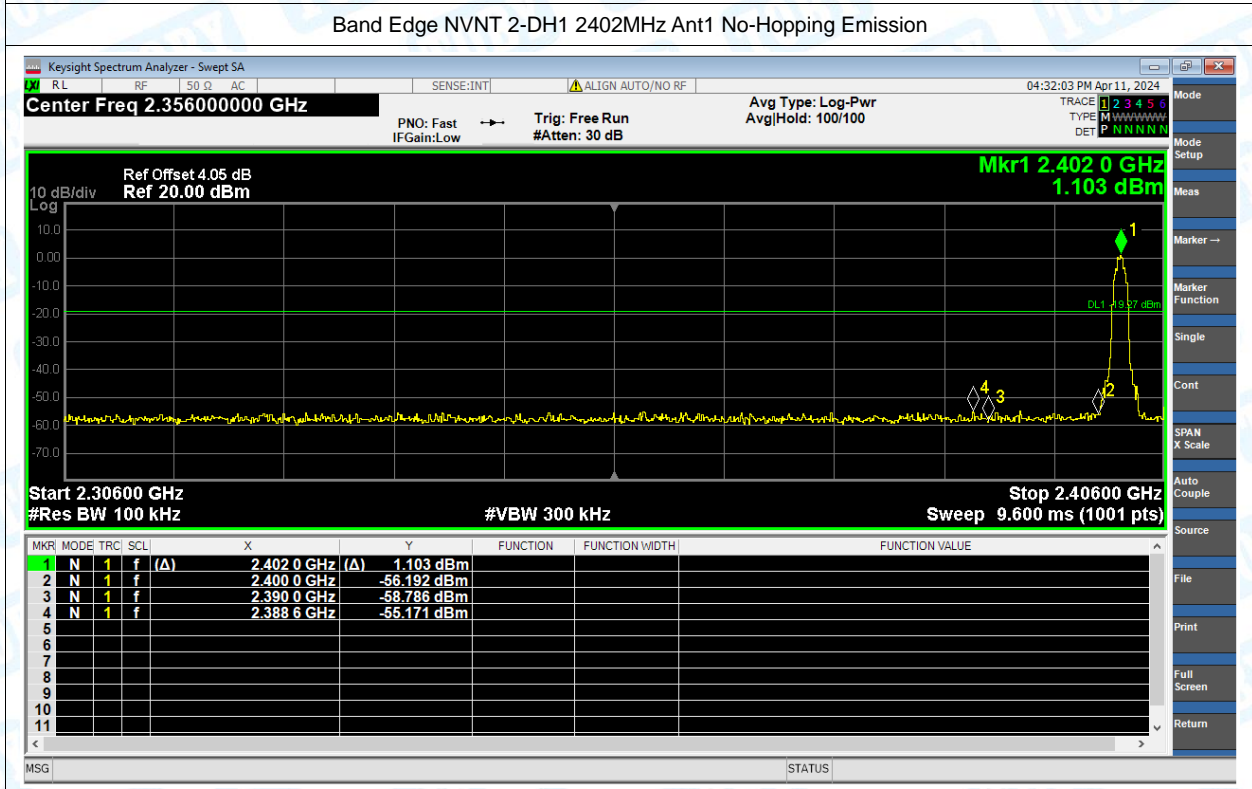 Band Edge NVNT 2-DH1 2402MHz Ant1 No-Hopping Emission
Keysight Spectrum Analyzer - Swept SA
LXI RL RF 50 Ω AC SENSE:INT ALIGN AUTO/NO RF 04:32:03 PM Apr 11, 2024
Center Freq 2.356000000 GHz
PNO: Fast
IFGain:Low
Trig: Free Run
#Atten: 30 dB
Avg Type: Log-Pwr
Avg|Hold: 100/100
TRACE 1 2 3 4 5 6
TYPE M WWWWW
DET P N N N N N
Mkr1 2.402 0 GHz
1.103 dBm
Ref Offset 4.05 dB
10 dB/div Ref 20.00 dBm
Log
10.0
0.00
-10.0
-20.0
-30.0
-40.0
-50.0
-60.0
-70.0
1
DL1 -19.27 dBm
4
3
2
Start 2.30600 GHz Stop 2.40600 GHz
#Res BW 100 kHz #VBW 300 kHz Sweep 9.600 ms (1001 pts)
MKR MODE TRC SCL X Y FUNCTION FUNCTION WIDTH FUNCTION VALUE
1 N 1 f (Δ) 2.402 0 GHz (Δ) 1.103 dBm
2 N 1 f 2.400 0 GHz -56.192 dBm
3 N 1 f 2.390 0 GHz -58.786 dBm
4 N 1 f 2.388 6 GHz -55.171 dBm
5
6
7
8
9
10
11
MSG STATUS
Mode
Mode
Setup
Meas
Marker →
Marker
Function
Single
Cont
SPAN
X Scale
Auto
Couple
Source
File
Print
Full
Screen
Return